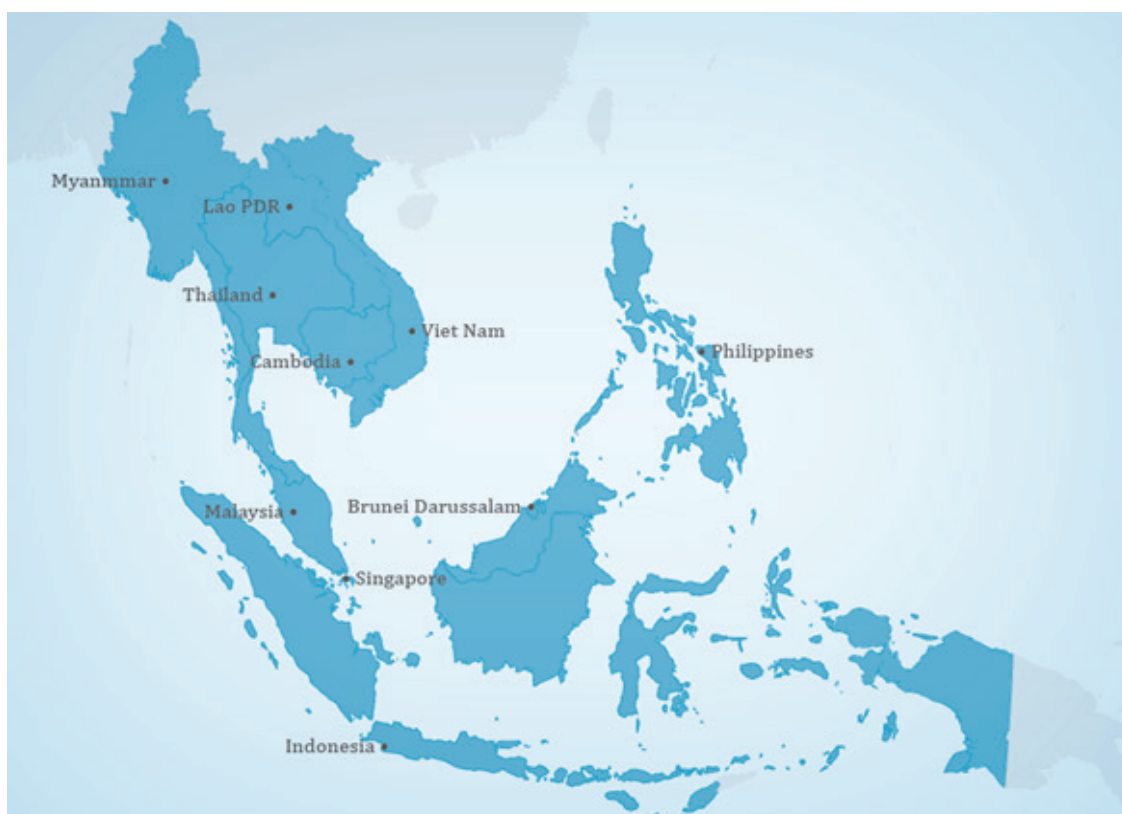 Myanmmar
Lao PDR
Thailand
Viet Nam
Cambodia
Philippines
Brunei Darussalam
Malaysia
Singapore
Indonesia